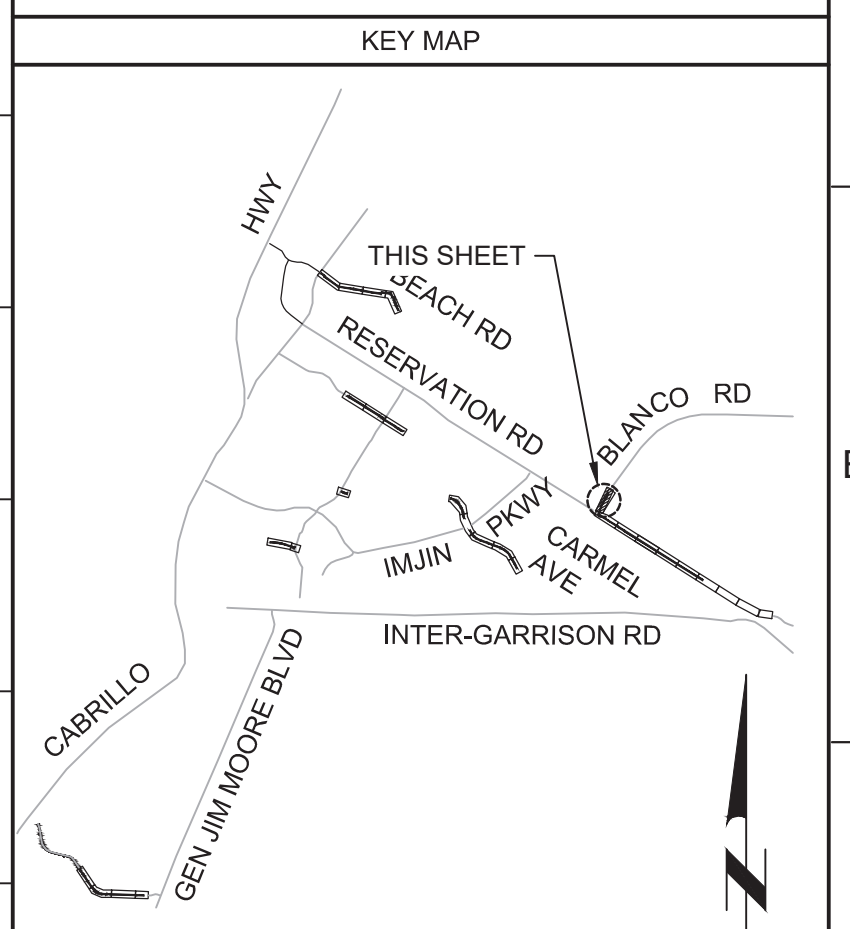 KEY MAP
HWY
THIS SHEET
BEACH RD
RESERVATION RD
BLANCO RD
PKWY
IMJIN
CARMEL
AVE
INTER-GARRISON RD
CABRILLO
GEN JIM MOORE BLVD
N